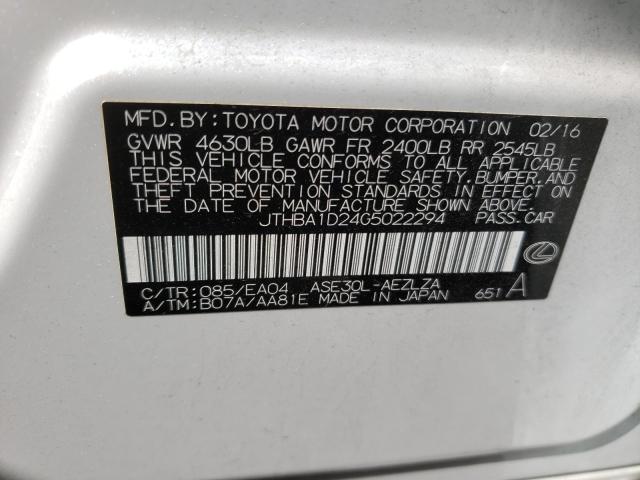 MFD. BY: TOYOTA MOTOR CORPORATION 02/16
GVWR 4630LB GAWR FR 2400LB RR 2545LB
THIS VEHICLE CONFORMS TO ALL APPLICABLE
FEDERAL MOTOR VEHICLE SAFETY, BUMPER, AND
THEFT PREVENTION STANDARDS IN EFFECT ON
THE DATE OF MANUFACTURE SHOWN ABOVE.
JTHBA1D24G5022294 PASS. CAR
C/TR: 085/EA04 ASE30L-AEZLZA
A/TM: B07A/AA81E MADE IN JAPAN 651 A